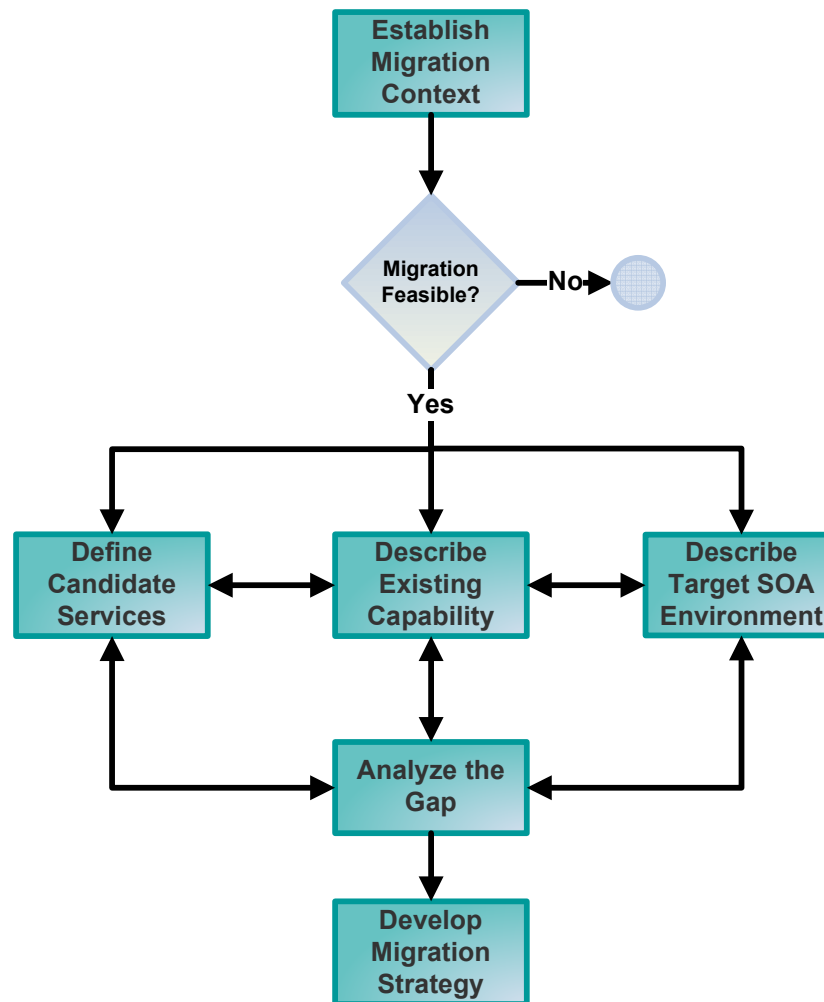 Establish
Migration
Context
Migration
Feasible?
No
Yes
Define
Candidate
Services
Describe
Existing
Capability
Describe
Target SOA
Environment
Analyze the
Gap
Develop
Migration
Strategy